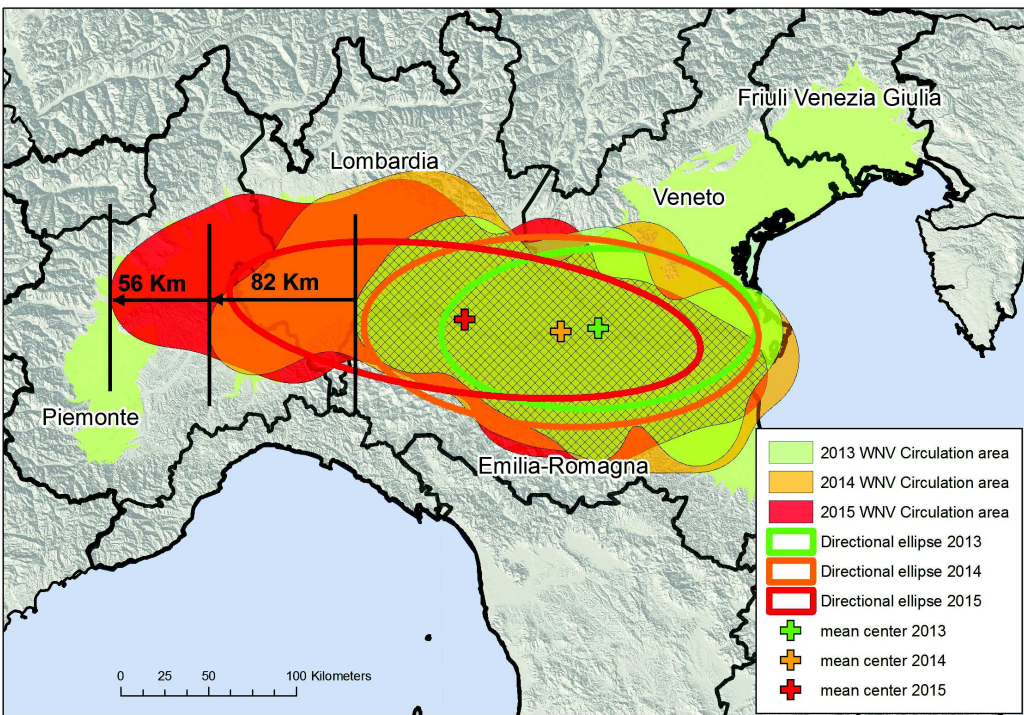 Friuli Venezia Giulia
Lombardia
Veneto
56 Km
82 Km
Piemonte
Emilia-Romagna
2013 WNV Circulation area
2014 WNV Circulation area
2015 WNV Circulation area
Directional ellipse 2013
Directional ellipse 2014
Directional ellipse 2015
mean center 2013
mean center 2014
mean center 2015
0 25 50 100 Kilometers